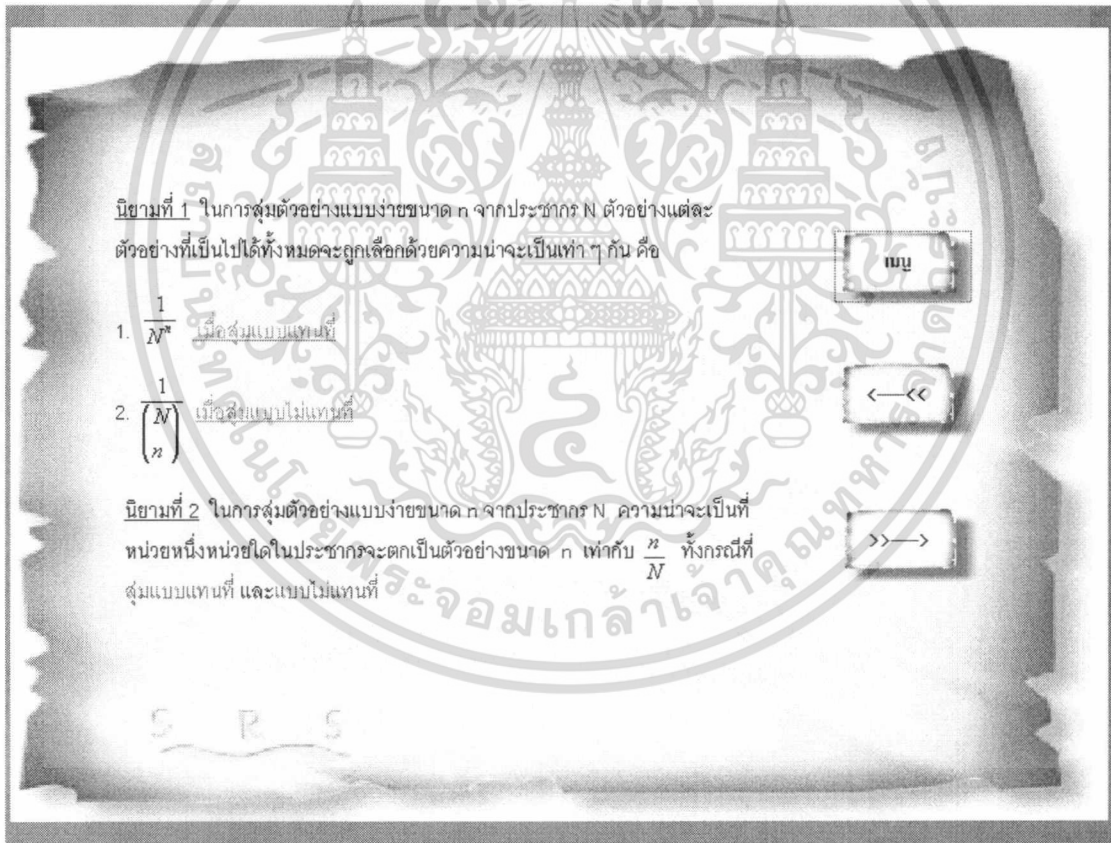 นิยามที่ 1 ในการสุ่มตัวอย่างแบบง่ายขนาด n จากประชากร N ตัวอย่างแต่ละ
ตัวอย่างที่เป็นไปได้ทั้งหมดจะถูกเลือกด้วยความน่าจะเป็นเท่า ๆ กัน คือ
เมนู
1. \frac{1}{N^n} เมื่อสุ่มแบบแทนที่
<—<<
2. \frac{1}{\binom{N}{n}} เมื่อสุ่มแบบไม่แทนที่
นิยามที่ 2 ในการสุ่มตัวอย่างแบบง่ายขนาด n จากประชากร N ความน่าจะเป็นที่
หน่วยหนึ่งหน่วยใดในประชากรจะตกเป็นตัวอย่างขนาด n เท่ากับ \frac{n}{N} ทั้งกรณีที่
>>—>
สุ่มแบบแทนที่ และแบบไม่แทนที่
S R S